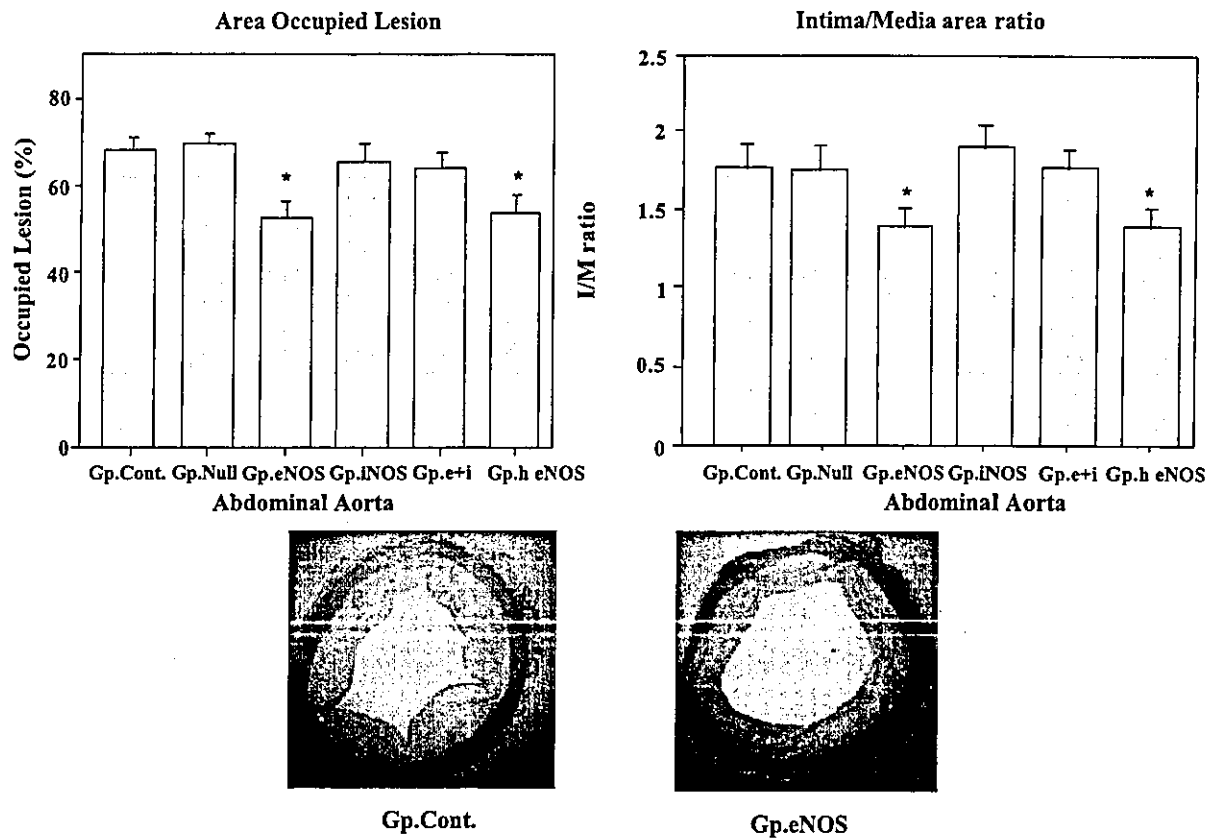 Area Occupied Lesion
Occupied Lesion (%)
80
60
40
20
0
*
*
Gp.Cont. Gp.Null Gp.eNOS Gp.iNOS Gp.e+i Gp.h eNOS
Abdominal Aorta
Intima/Media area ratio
I/M ratio
2.5
2
1.5
1
0.5
0
*
*
Gp.Cont. Gp.Null Gp.eNOS Gp.iNOS Gp.e+i Gp.h eNOS
Abdominal Aorta
Gp.Cont.
Gp.eNOS